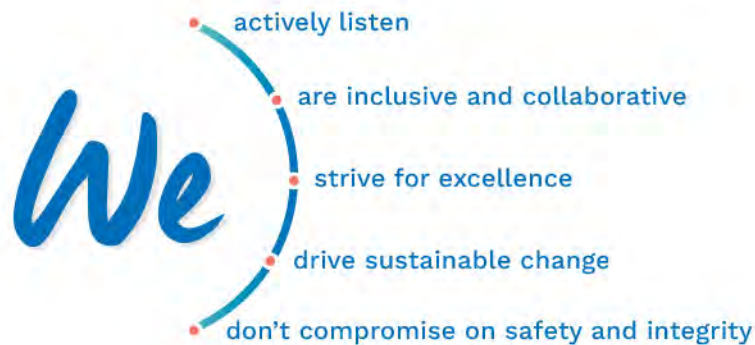 We
actively listen
are inclusive and collaborative
strive for excellence
drive sustainable change
don’t compromise on safety and integrity